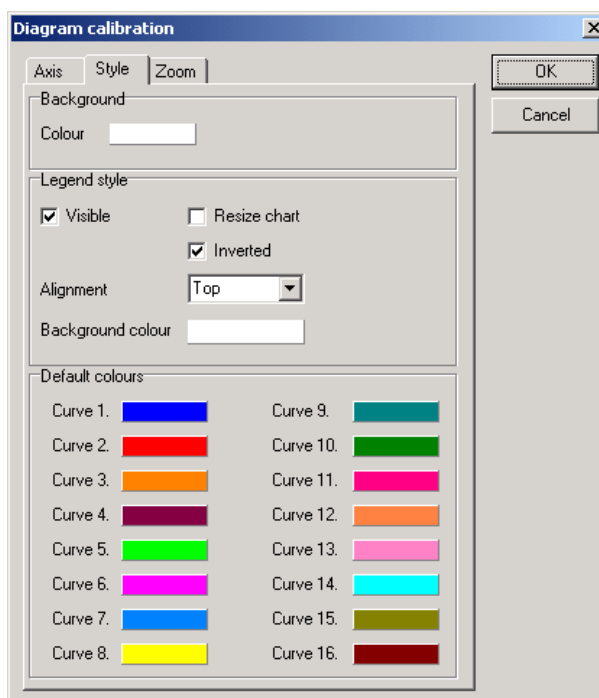 Diagram calibration
Axis Style Zoom
OK
Cancel
Background
Colour
Legend style
Visible Resize chart
Inverted
Alignment Top
Background colour
Default colours
Curve 1. Curve 9.
Curve 2. Curve 10.
Curve 3. Curve 11.
Curve 4. Curve 12.
Curve 5. Curve 13.
Curve 6. Curve 14.
Curve 7. Curve 15.
Curve 8. Curve 16.